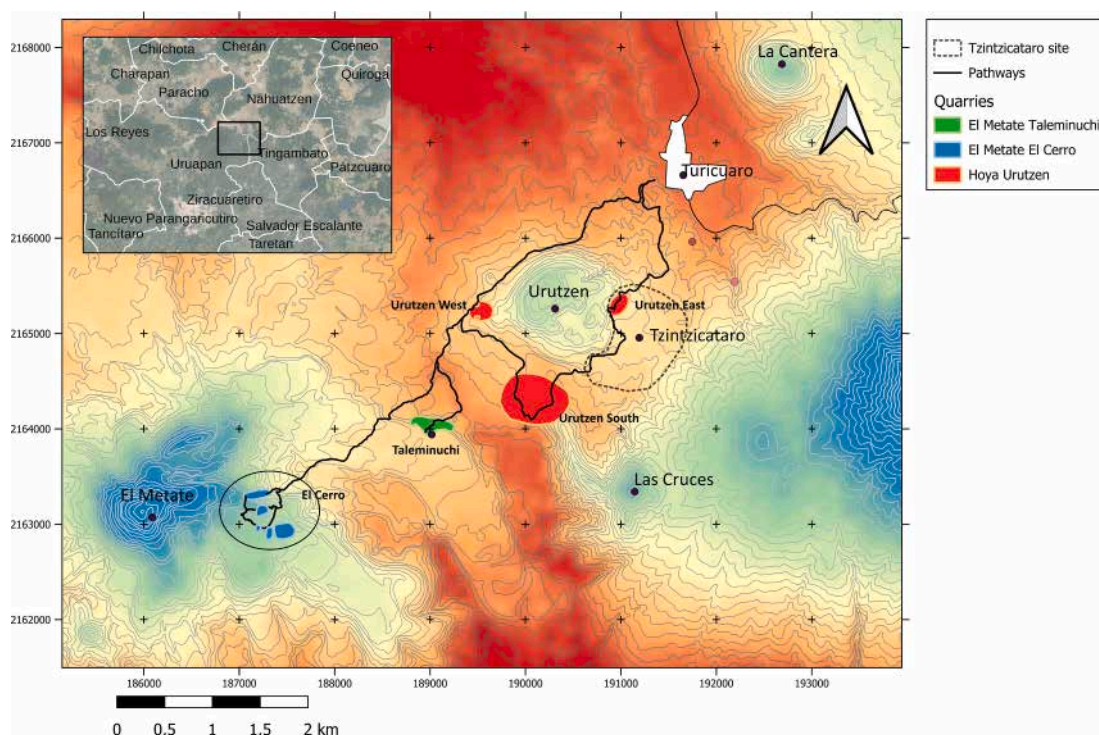 2168000
2167000
2166000
2165000
2164000
2163000
2162000
Chilchota
Cherán
Coeneo
Charapan
Quiroga
Paracho
Nahuatzen
Los Reyes
Tingambato
Uruapan
Pátzcuaro
Ziracuaretiro
Nuevo Parangaricutiro
Salvador Escalante
Tancítaro
Taretan
La Cantera
Turicuaro
Urutzen West
Urutzen
Urutzen East
Tzintzicataro
Urutzen South
Taleminuchi
Las Cruces
El Metate
El Cerro
186000
187000
188000
189000
190000
191000
192000
193000
0
0.5
1
1.5
2 km
Tzintzicataro site
Pathways
Quarries
El Metate Taleminuchi
El Metate El Cerro
Hoya Urutzen